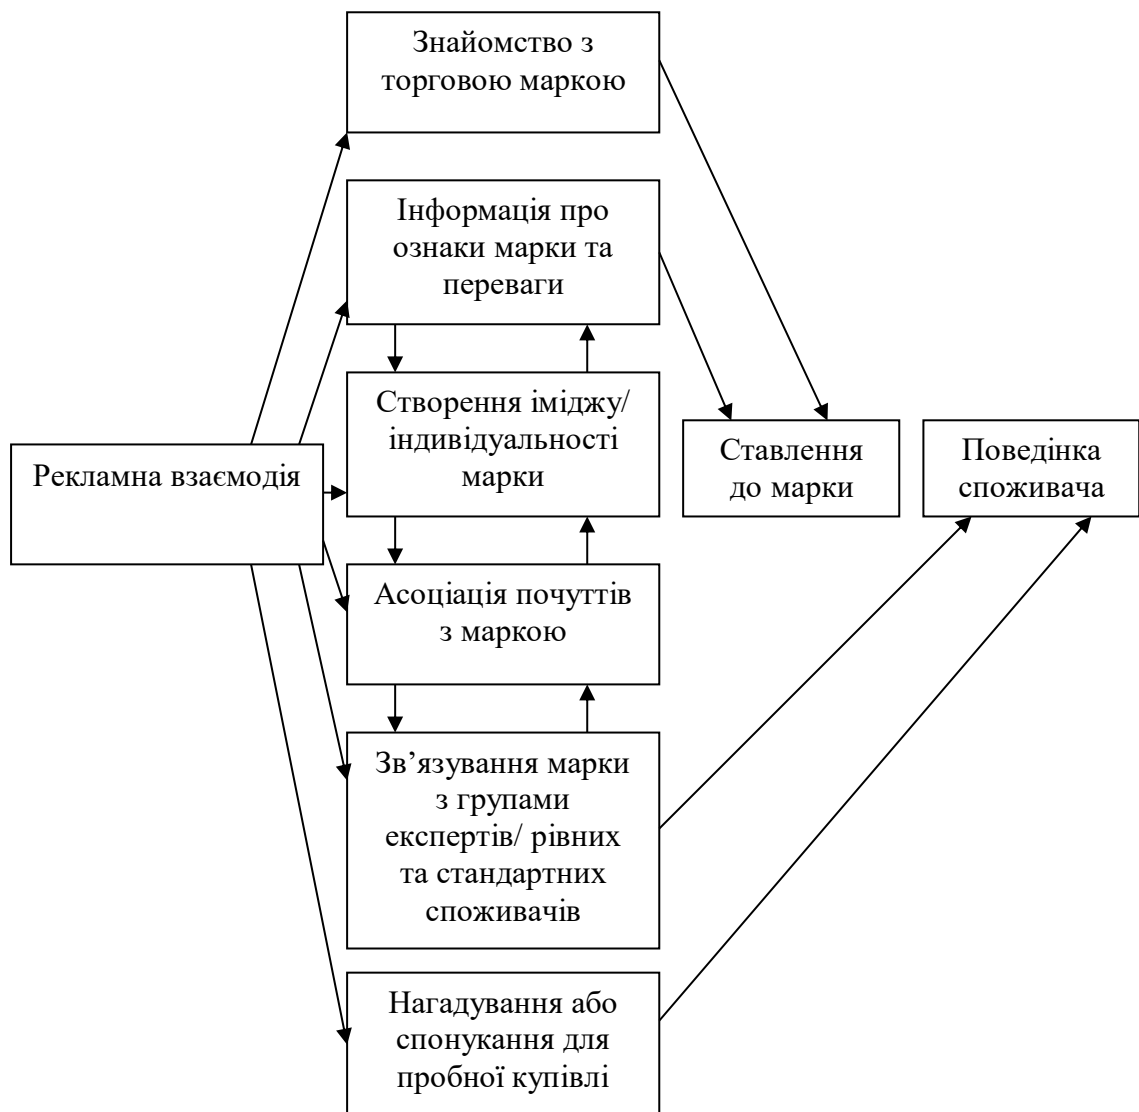 Знайомство з
торговою маркою
Інформація про
ознаки марки та
переваги
Створення іміджу/
індивідуальності
марки
Ставлення
до марки
Поведінка
споживача
Рекламна взаємодія
Асоціація почуттів
з маркою
Зв’язування марки
з групами
експертів/ рівних
та стандартних
споживачів
Нагадування або
спонукання для
пробної купівлі